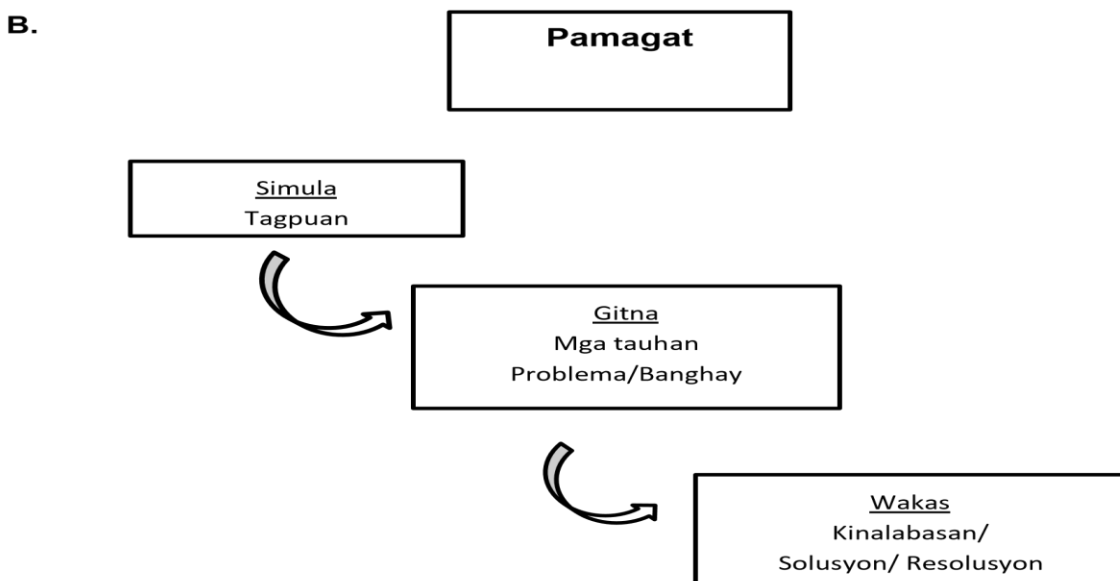 B.
Pamagat
Simula
Tagpuan
Gitna
Mga tauhan
Problema/Banghay
Wakas
Kinalabasan/
Solusyon/ Resolusyon